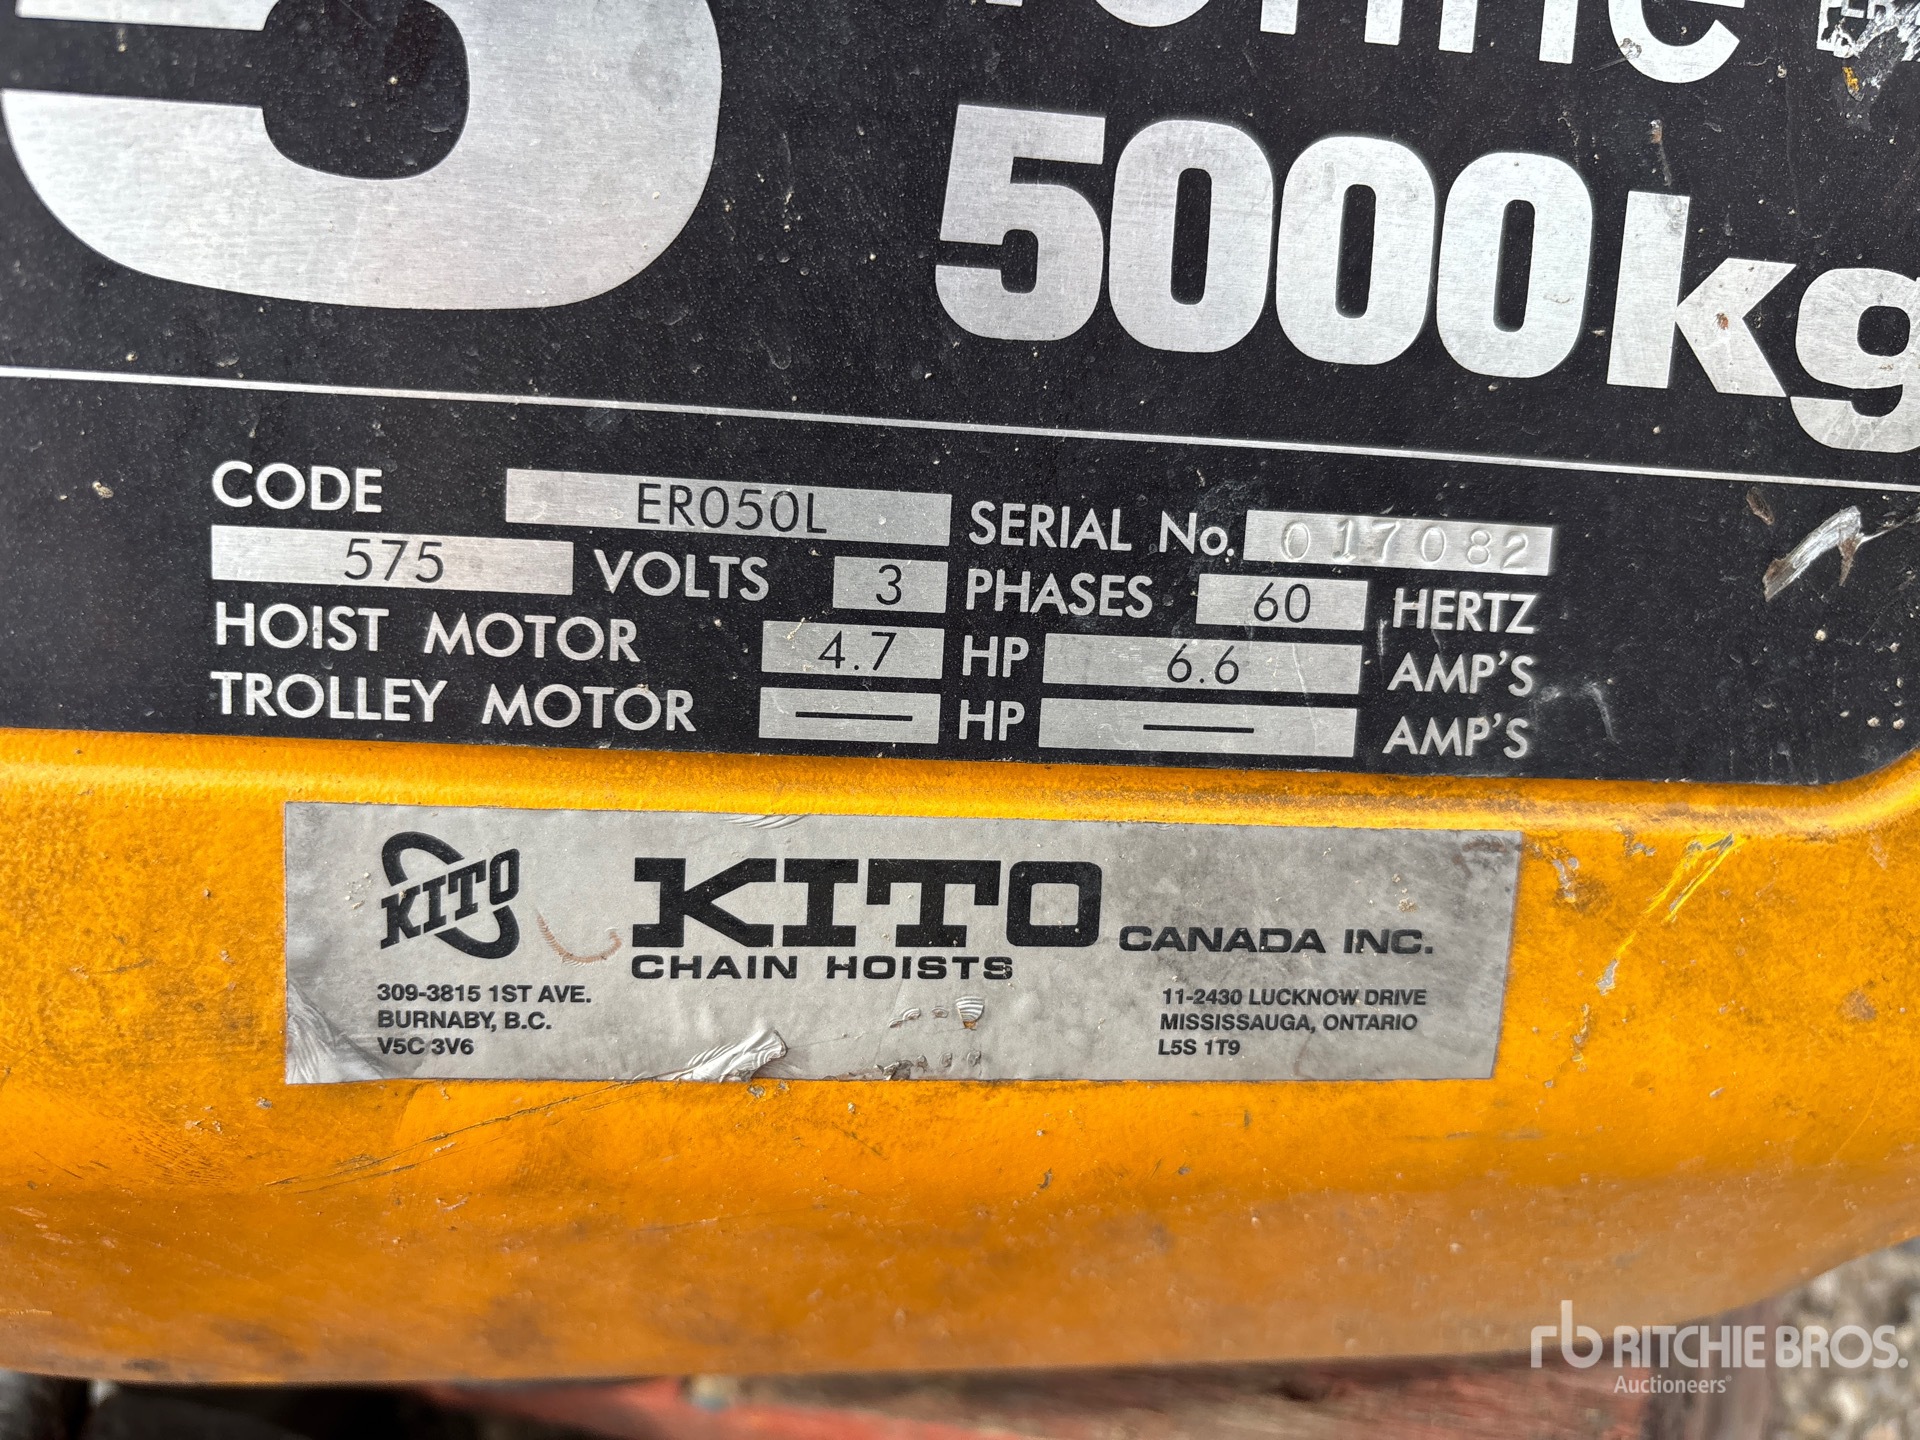 5 Tonne
5000kg
CODE ER050L SERIAL No. 017082
575 VOLTS 3 PHASES 60 HERTZ
HOIST MOTOR 4.7 HP 6.6 AMP'S
TROLLEY MOTOR — HP — AMP'S
KITO KITO CANADA INC.
CHAIN HOISTS
309-3815 1ST AVE.
BURNABY, B.C.
V5C 3V6
11-2430 LUCKNOW DRIVE
MISSISSAUGA, ONTARIO
L5S 1T9
rb RITCHIE BROS.
Auctioneers